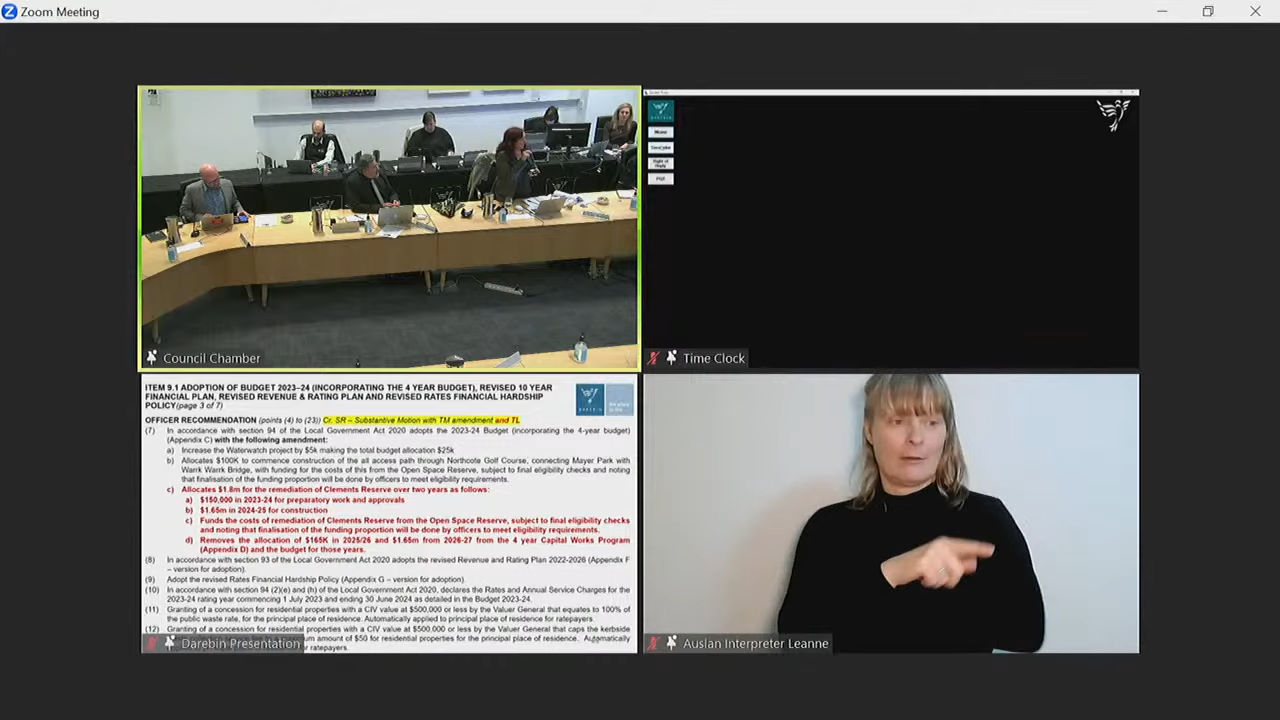 Zoom Meeting
Council Chamber
Time Clock
ITEM 9.1 ADOPTION OF BUDGET 2023–24 (INCORPORATING THE 4 YEAR BUDGET), REVISED 10 YEAR
FINANCIAL PLAN, REVISED REVENUE & RATING PLAN AND REVISED RATES FINANCIAL HARDSHIP
POLICY(page 3 of 7)
OFFICER RECOMMENDATION (points (4) to (23)) Cr. SR – Substantive Motion with TM amendment and TL
(7) In accordance with section 94 of the Local Government Act 2020 adopts the 2023-24 Budget (incorporating the 4-year budget)
(Appendix C) with the following amendment:
a) Increase the Waterwatch project by $5k making the total budget allocation $25k
b) Allocates $100K to commence construction of the all access path through Northcote Golf Course, connecting Mayer Park with
Warrk Warrk Bridge, with funding for the costs of this from the Open Space Reserve, subject to final eligibility checks and noting
that finalisation of the funding proportion will be done by officers to meet eligibility requirements.
c) Allocates $1.8m for the remediation of Clements Reserve over two years as follows:
a) $150,000 in 2023-24 for preparatory work and approvals
b) $1.65m in 2024-25 for construction
c) Funds the costs of remediation of Clements Reserve from the Open Space Reserve, subject to final eligibility checks
and noting that finalisation of the funding proportion will be done by officers to meet eligibility requirements.
d) Removes the allocation of $165K in 2025/26 and $1.65m from 2026-27 from the 4 year Capital Works Program
(Appendix D) and the budget for those years.
(8) In accordance with section 93 of the Local Government Act 2020 adopts the revised Revenue and Rating Plan 2022-2026 (Appendix F
– version for adoption).
(9) Adopt the revised Rates Financial Hardship Policy (Appendix G – version for adoption).
(10) In accordance with section 94 (2)(e) and (h) of the Local Government Act 2020, declares the Rates and Annual Service Charges for the
2023-24 rating year commencing 1 July 2023 and ending 30 June 2024 as detailed in the Budget 2023-24.
(11) Granting of a concession for residential properties with a CIV value at $500,000 or less by the Valuer General that equates to 100% of
the public waste rate, for the principal place of residence. Automatically applied to principal place of residence for ratepayers.
(12) Granting of a concession for residential properties with a CIV value at $500,000 or less by the Valuer General that caps the kerbside
amount of $50 for residential properties for the principal place of residence. Automatically
ratepayers.
Darebin Presentation
Auslan Interpreter Leanne